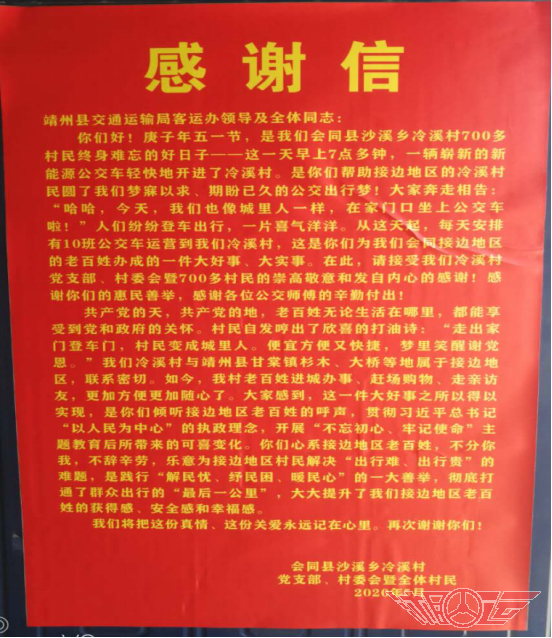 感谢信
靖州县交通运输局客运办领导及全体同志：
你们好！庚子年五一节，是我们会同县沙溪乡冷溪村700多
村民终身难忘的好日子——这一天早上7点多钟，一辆崭新的新
能源公交车轻快地开进了冷溪村。是你们帮助接边地区的冷溪村
民圆了我们梦寐以求、期盼已久的公交出行梦！大家奔走相告：
“哈哈，今天，我们也像城里人一样，在家门口坐上公交车
啦！”人们纷纷登车出行，一片喜气洋洋。从这天起，每天安排
有10班公交车运营到我们冷溪村，这是你们为我们会同接边地区
的老百姓办成的一件大好事、大实事。在此，请接受我们冷溪村
党支部、村委会暨700多村民的崇高敬意和发自内心的感谢！感
谢你们的惠民善举，感谢各位公交师傅的辛勤付出！
共产党的天，共产党的地，老百姓无论生活在哪里，都能享
受到党和政府的关怀。村民自发哼出了欣喜的打油诗：“走出家
门登车门，村民变成城里人。便宜方便又快捷，梦里笑醒谢党
恩。”我们冷溪村与靖州县甘棠镇杉木、大桥等地属于接边地
区，联系密切。如今，我村老百姓进城办事、赶场购物、走亲访
友，更加方便更加随心了。大家感到，这一件大好事之所以得以
实现，是你们倾听接边地区老百姓的呼声，贯彻习近平总书记
“以人民为中心”的执政理念，开展“不忘初心、牢记使命”主
题教育后所带来的可喜变化。你们心系接边地区老百姓，不分你
我，不辞辛劳，乐意为接边地区村民解决“出行难、出行贵”的
难题，是践行“解民忧、纾民困、暖民心”的一大善举，彻底打
通了群众出行的“最后一公里”，大大提升了我们接边地区老百
姓的获得感、安全感和幸福感。
我们将把这份真情、这份关爱永远记在心里。再次谢谢你们！
会同县沙溪乡冷溪村
党支部、村委会暨全体村民
2020年5月